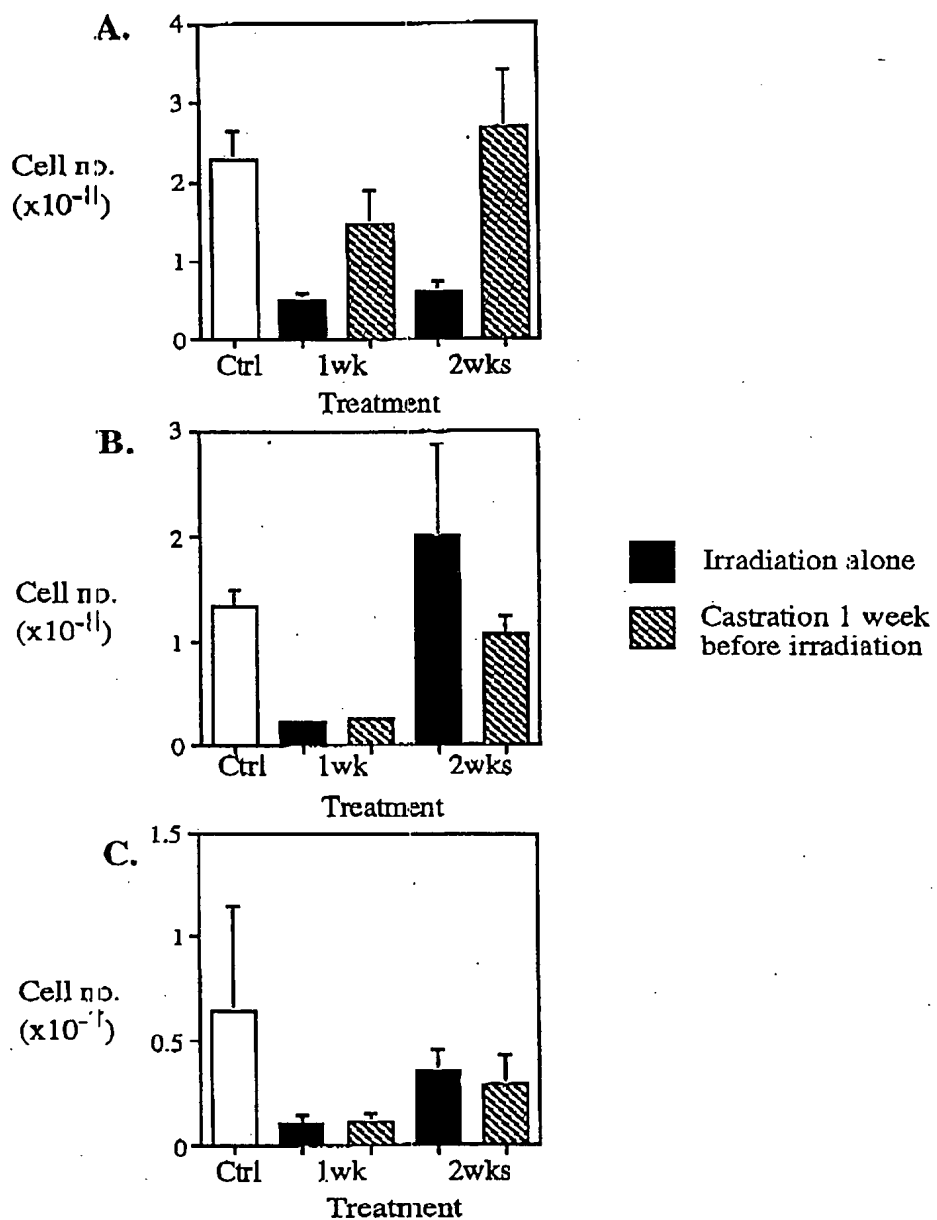 A.
4
3
2
1
0
Cell no.
Ctrl 1wk 2wks
Treatment
B.
3
2
1
0
Cell no.
Ctrl 1wk 2wks
Treatment
Irradiation alone
Castration 1 week
before irradiation
C.
1.5
1
0.5
0
Cell no.
Ctrl 1wk 2wks
Treatment